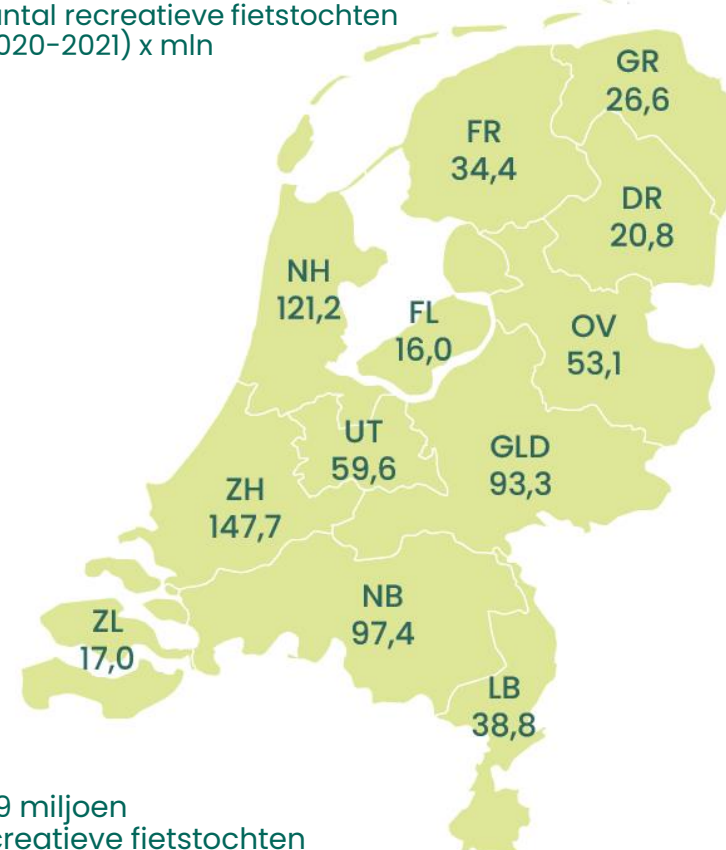 ntal recreatieve fietstochten
020-2021) x mln
GR
26,6
FR
34,4
DR
20,8
NH
121,2
FL
16,0
OV
53,1
UT
59,6
GLD
93,3
ZH
147,7
NB
97,4
ZL
17,0
LB
38,8
9 miljoen
creatieve fietstochten